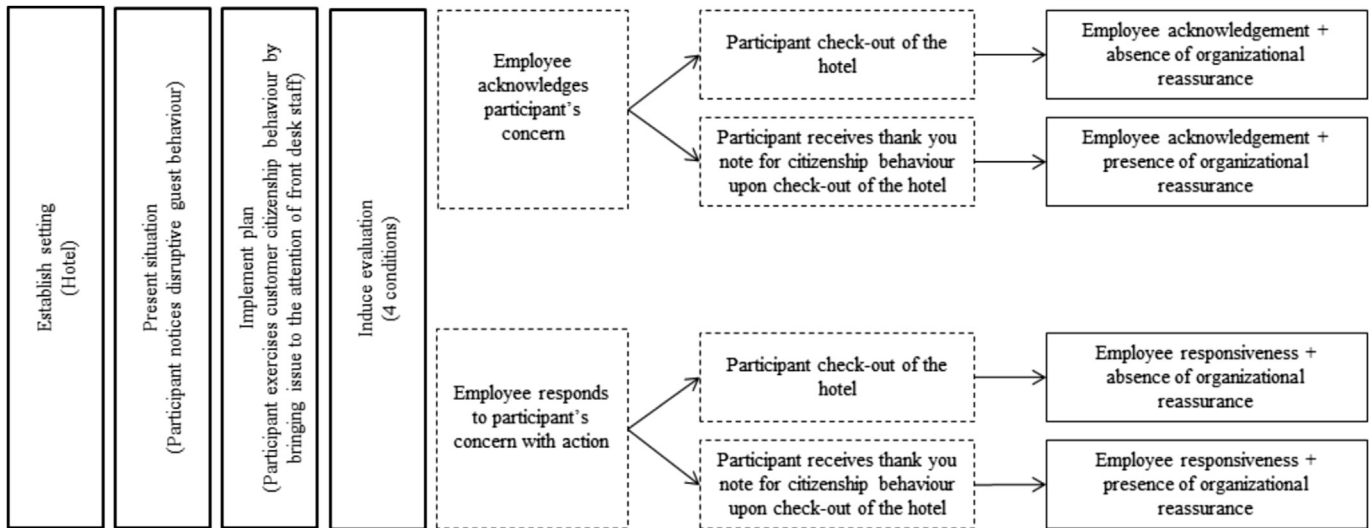 Establish setting
(Hotel)
Present situation
(Participant notices disruptive guest behaviour)
Implement plan
(Participant exercises customer citizenship behaviour by
bringing issue to the attention of front desk staff)
Induce evaluation
(4 conditions)
Employee
acknowledges
participant's
concern
Participant check-out of the
hotel
Employee acknowledgement +
absence of organizational
reassurance
Participant receives thank you
note for citizenship behaviour
upon check-out of the hotel
Employee acknowledgement +
presence of organizational
reassurance
Employee responds
to participant's
concern with action
Participant check-out of the
hotel
Employee responsiveness +
absence of organizational
reassurance
Participant receives thank you
note for citizenship behaviour
upon check-out of the hotel
Employee responsiveness +
presence of organizational
reassurance